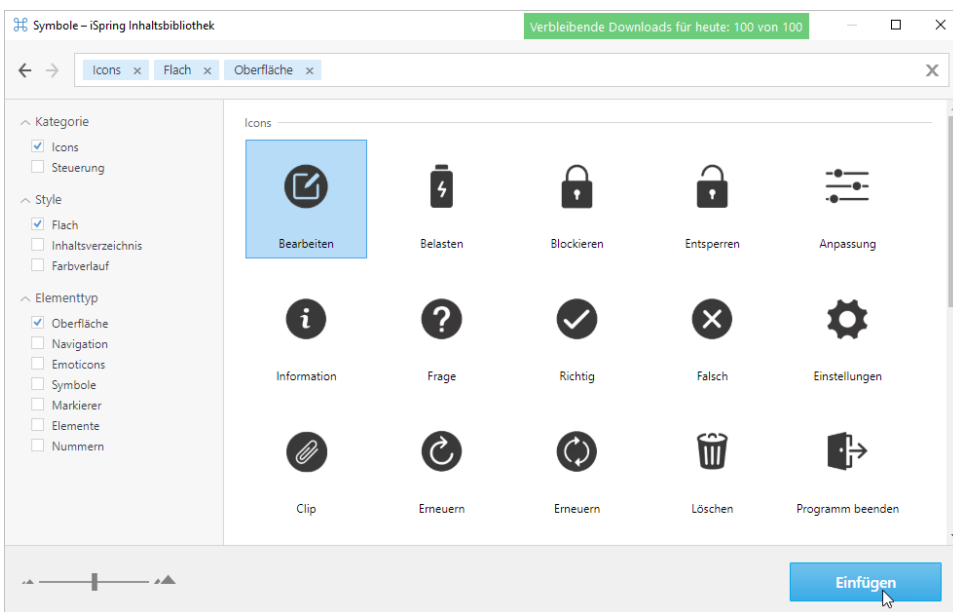 Symbole – iSpring Inhaltsbibliothek
Verbleibende Downloads für heute: 100 von 100
Icons Flach Oberfläche
Kategorie
Icons
Steuerung
Style
Flach
Inhaltsverzeichnis
Farbverlauf
Elementtyp
Oberfläche
Navigation
Emoticons
Symbole
Markierer
Elemente
Nummern
Icons
Bearbeiten Belasten Blockieren Entsperren Anpassung
Information Frage Richtig Falsch Einstellungen
Clip Erneuern Erneuern Löschen Programm beenden
Einfügen